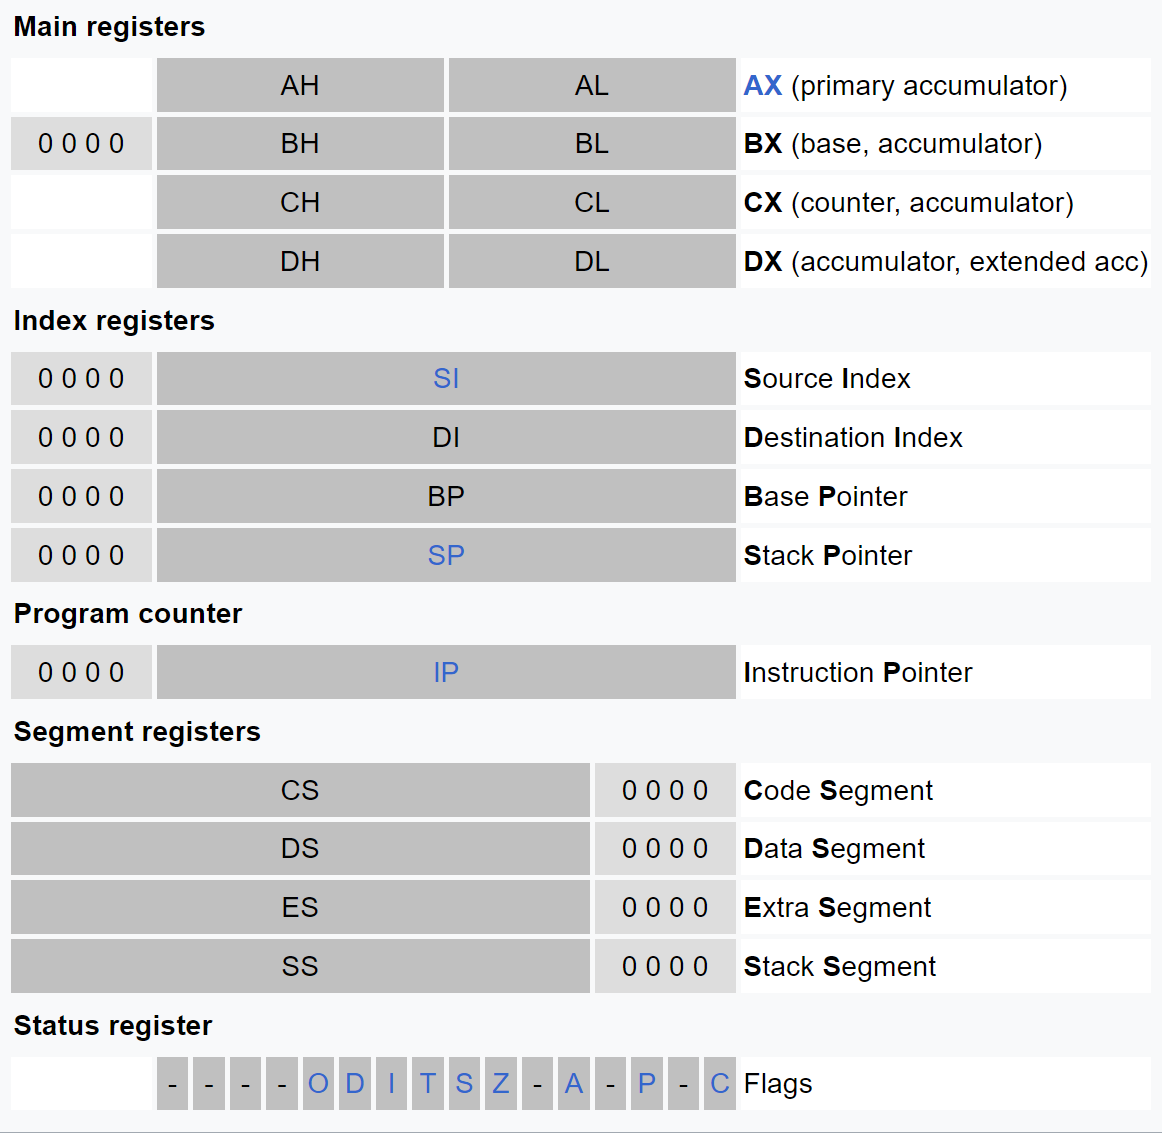 Main registers
AH AL AX (primary accumulator)
0 0 0 0 BH BL BX (base, accumulator)
CH CL CX (counter, accumulator)
DH DL DX (accumulator, extended acc)
Index registers
0 0 0 0 SI Source Index
0 0 0 0 DI Destination Index
0 0 0 0 BP Base Pointer
0 0 0 0 SP Stack Pointer
Program counter
0 0 0 0 IP Instruction Pointer
Segment registers
CS 0 0 0 0 Code Segment
DS 0 0 0 0 Data Segment
ES 0 0 0 0 Extra Segment
SS 0 0 0 0 Stack Segment
Status register
- - - - O D I T S Z - A - P - C Flags